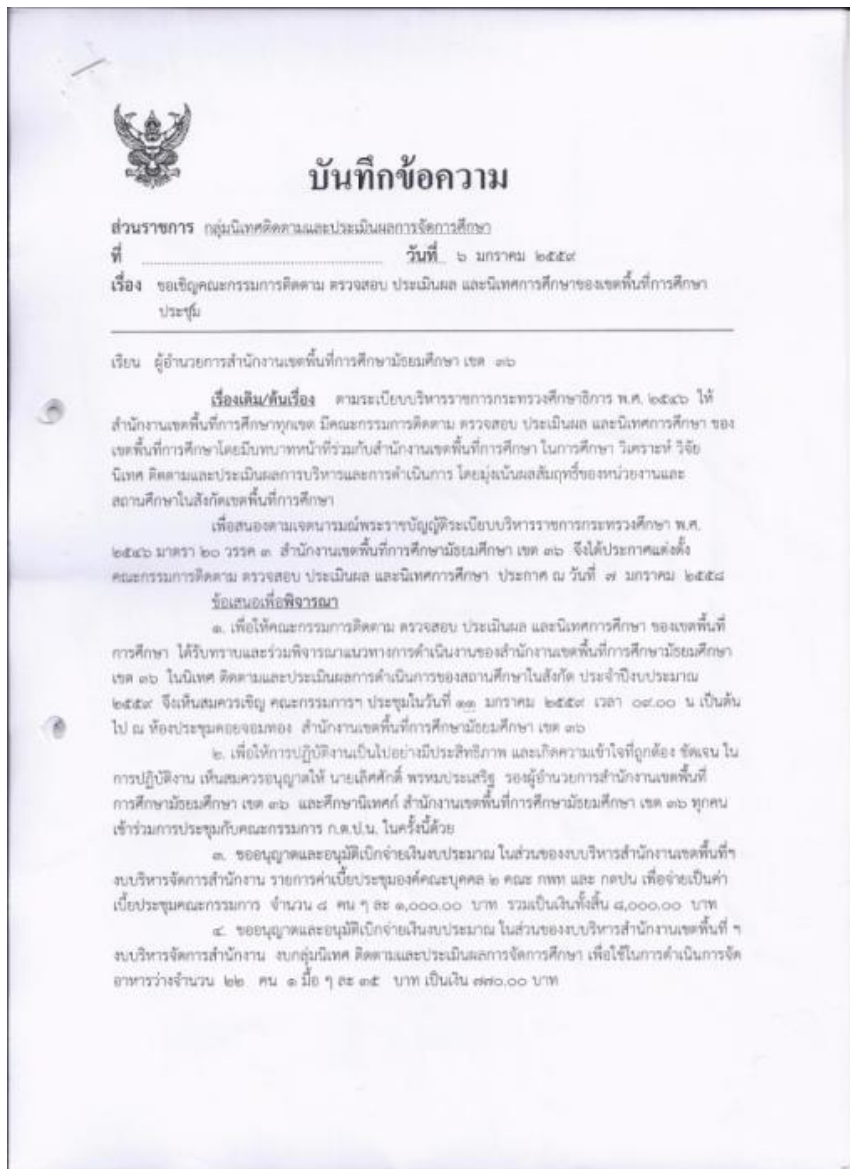 บันทึกข้อความ
ส่วนราชการ กลุ่มนิเทศติดตามและประเมินผลการจัดการศึกษา
ที่ ........................................ วันที่ ๖ มกราคม ๒๕๕๙
เรื่อง ขอเชิญคณะกรรมการติดตาม ตรวจสอบ ประเมินผล และนิเทศการศึกษาของเขตพื้นที่การศึกษา
ประชุม
เรียน ผู้อำนวยการสำนักงานเขตพื้นที่การศึกษามัธยมศึกษา เขต ๓๖
เรื่องเดิม/ต้นเรื่อง ตามระเบียบบริหารราชการกระทรวงศึกษาธิการ พ.ศ. ๒๕๔๖ ให้
สำนักงานเขตพื้นที่การศึกษาทุกเขต มีคณะกรรมการติดตาม ตรวจสอบ ประเมินผล และนิเทศการศึกษา ของ
เขตพื้นที่การศึกษาโดยมีบทบาทหน้าที่ร่วมกับสำนักงานเขตพื้นที่การศึกษา ในการศึกษา วิเคราะห์ วิจัย
นิเทศ ติดตามและประเมินผลการบริหารและการดำเนินการ โดยมุ่งเน้นผลสัมฤทธิ์ของหน่วยงานและ
สถานศึกษาในสังกัดเขตพื้นที่การศึกษา
เพื่อสนองตามเจตนารมณ์พระราชบัญญัติระเบียบบริหารราชการกระทรวงศึกษา พ.ศ.
๒๕๔๖ มาตรา ๒๐ วรรค ๓ สำนักงานเขตพื้นที่การศึกษามัธยมศึกษา เขต ๓๖ จึงได้ประกาศแต่งตั้ง
คณะกรรมการติดตาม ตรวจสอบ ประเมินผล และนิเทศการศึกษา ประกาศ ณ วันที่ ๗ มกราคม ๒๕๕๘
ข้อเสนอเพื่อพิจารณา
๑. เพื่อให้คณะกรรมการติดตาม ตรวจสอบ ประเมินผล และนิเทศการศึกษา ของเขตพื้นที่
การศึกษา ได้รับทราบและร่วมพิจารณาแนวทางการดำเนินงานของสำนักงานเขตพื้นที่การศึกษามัธยมศึกษา
เขต ๓๖ ในนิเทศ ติดตามและประเมินผลการดำเนินการของสถานศึกษาในสังกัด ประจำปีงบประมาณ
๒๕๕๙ จึงเห็นสมควรเชิญ คณะกรรมการฯ ประชุมในวันที่ ๑๑ มกราคม ๒๕๕๙ เวลา ๐๙.๐๐ น เป็นต้น
ไป ณ ห้องประชุมดอยจอมทอง สำนักงานเขตพื้นที่การศึกษามัธยมศึกษา เขต ๓๖
๒. เพื่อให้การปฏิบัติงานเป็นไปอย่างมีประสิทธิภาพ และเกิดความเข้าใจที่ถูกต้อง ชัดเจน ใน
การปฏิบัติงาน เห็นสมควรอนุญาตให้ นายเลิศศักดิ์ พรหมประเสริฐ รองผู้อำนวยการสำนักงานเขตพื้นที่
การศึกษามัธยมศึกษา เขต ๓๖ และศึกษานิเทศก์ สำนักงานเขตพื้นที่การศึกษามัธยมศึกษา เขต ๓๖ ทุกคน
เข้าร่วมการประชุมกับคณะกรรมการ ก.ต.ป.น. ในครั้งนี้ด้วย
๓. ขออนุญาตและอนุมัติเบิกจ่ายเงินงบประมาณ ในส่วนของงบบริหารสำนักงานเขตพื้นที่ฯ
งบบริหารจัดการสำนักงาน รายการค่าเบี้ยประชุมองค์คณะบุคคล ๒ คณะ กพท และ กตปน เพื่อจ่ายเป็นค่า
เบี้ยประชุมคณะกรรมการ จำนวน ๘ คน ๆ ละ ๑,๐๐๐.๐๐ บาท รวมเป็นเงินทั้งสิ้น ๘,๐๐๐.๐๐ บาท
๔. ขออนุญาตและอนุมัติเบิกจ่ายเงินงบประมาณ ในส่วนของงบบริหารสำนักงานเขตพื้นที่ ฯ
งบบริหารจัดการสำนักงาน งบกลุ่มนิเทศ ติดตามและประเมินผลการจัดการศึกษา เพื่อใช้ในการดำเนินการจัด
อาหารว่างจำนวน ๒๒ คน ๑ มื้อ ๆ ละ ๓๕ บาท เป็นเงิน ๗๗๐.๐๐ บาท